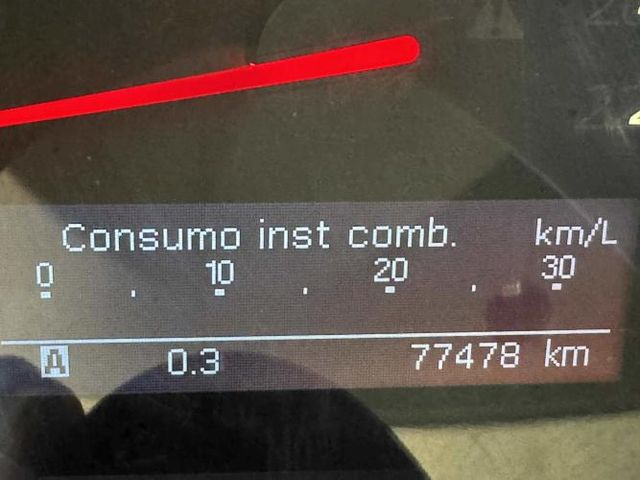 Consumo inst comb. km/L
0 . 10 . 20 . 30
A 0.3 77478 km